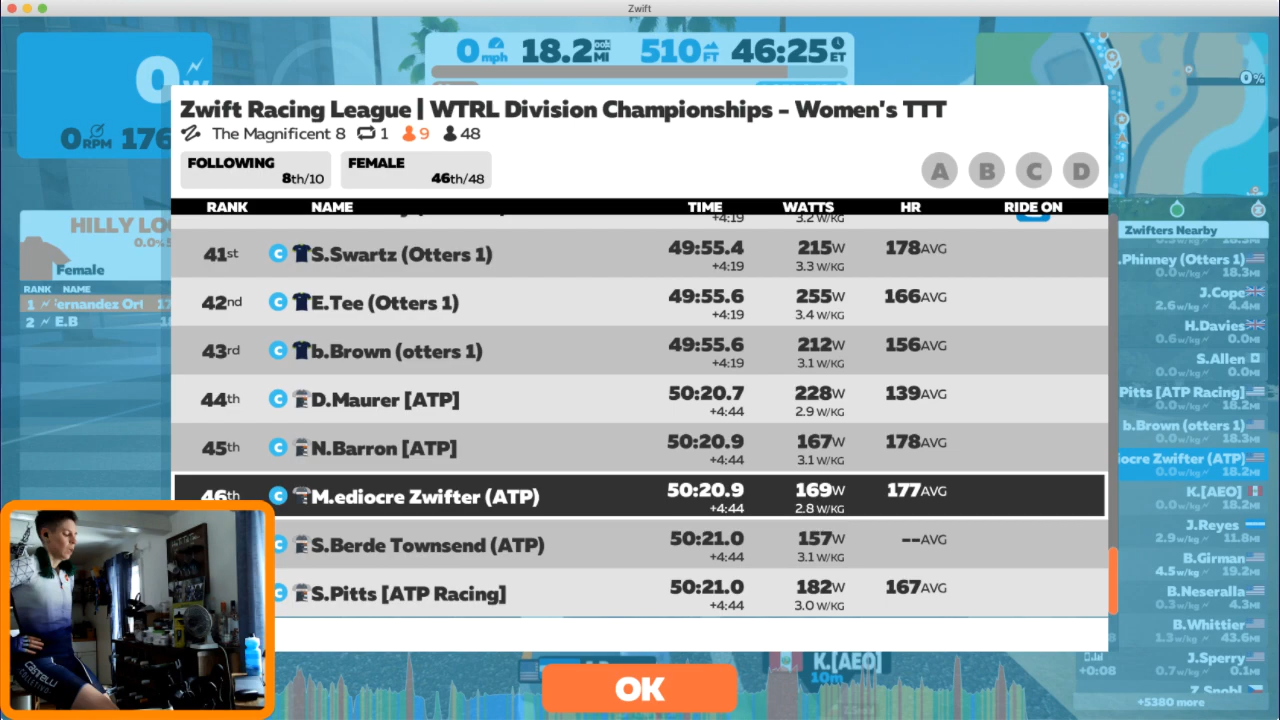 Zwift
0 mph 18.2 MI 510 FT 46:25 ET
0 W
0 RPM 176
0%
Zwift Racing League | WTRL Division Championships - Women's TTT
The Magnificent 8 1 9 48
FOLLOWING
8th/10
FEMALE
46th/48
A B C D
RANK NAME TIME WATTS HR RIDE ON
+4:19 3.2 W/KG
41st C S.Swartz (Otters 1) 49:55.4 215W 178AVG
+4:19 3.3 W/KG
42nd C E.Tee (Otters 1) 49:55.6 255W 166AVG
+4:19 3.4 W/KG
43rd C b.Brown (otters 1) 49:55.6 212W 156AVG
+4:19 3.1 W/KG
44th C D.Maurer [ATP] 50:20.7 228W 139AVG
+4:44 2.9 W/KG
45th C N.Barron [ATP] 50:20.9 167W 178AVG
+4:44 3.1 W/KG
46th C M.ediocre Zwifter (ATP) 50:20.9 169W 177AVG
+4:44 2.8 W/KG
S.Berde Townsend (ATP) 50:21.0 157W --AVG
+4:44 3.1 W/KG
S.Pitts [ATP Racing] 50:21.0 182W 167AVG
+4:44 3.0 W/KG
OK
HILLY LO
0.0%
Female
RANK NAME
1 ernandez Ort
2 E.B
Zwifters Nearby
.Phinney (Otters 1)
0.0w/kg 18.3MI
J.Cope
2.6w/kg 4.4MI
H.Davies
0.6w/kg 0.0MI
S.Allen
0.0w/kg 0.0MI
Pitts [ATP Racing]
0.0w/kg 18.2MI
b.Brown (otters 1)
0.0w/kg 18.3MI
iocre Zwifter (ATP)
0.0w/kg 18.2MI
K.[AEO]
0.0w/kg 18.2MI
J.Reyes
2.9w/kg 11.8MI
B.Girman
4.5w/kg 19.2MI
B.Neseralla
0.3w/kg 4.3MI
B.Whittier
1.3w/kg 43.6MI
J.Sperry
+0:08 0.7w/kg 0.1MI
Z.Snobl
+5380 more
K.[AEO]
10m
CASTELLI